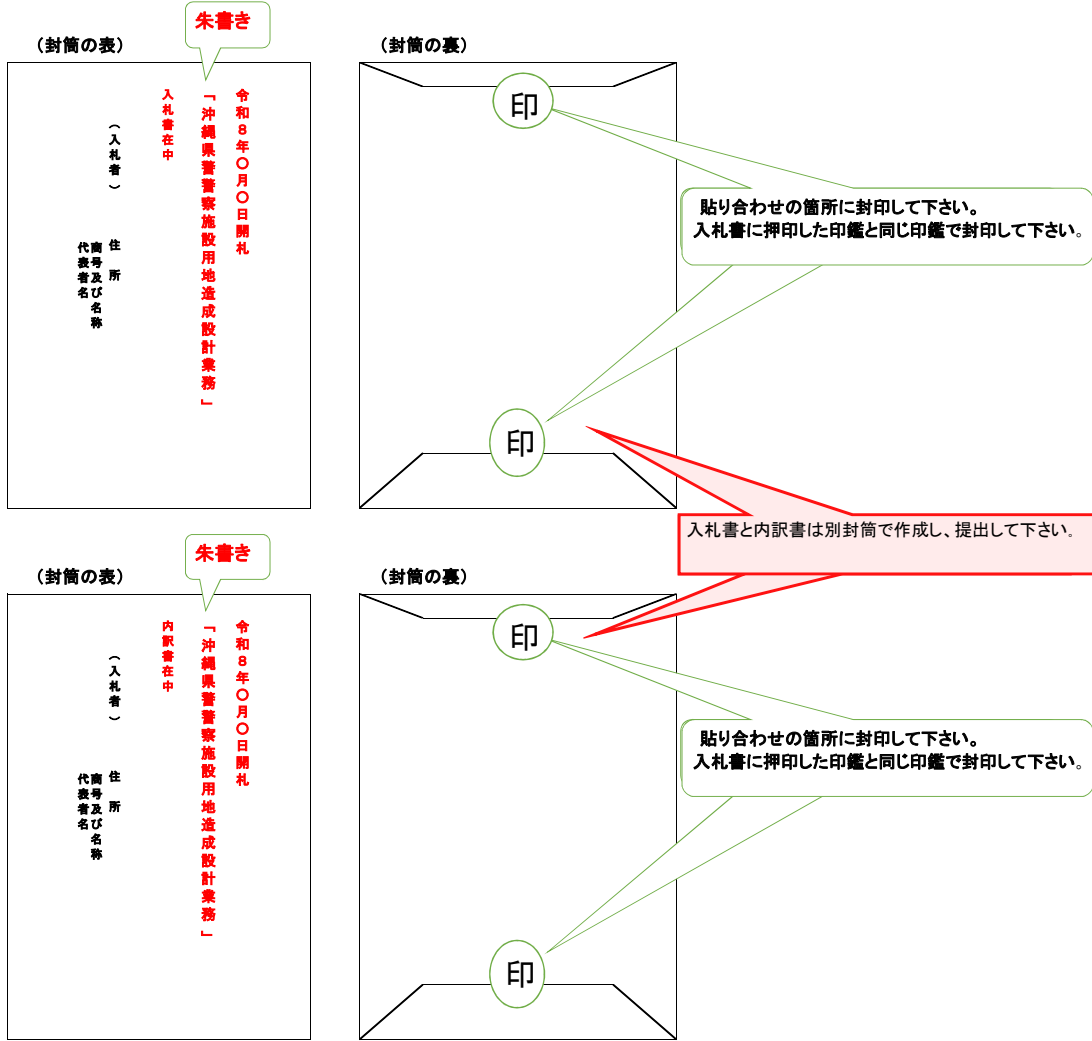 朱書き
（封筒の表）
令和８年〇月〇日開札
「沖縄県警警察施設用地造成設計業務」
入札書在中
（入札者）
住　所
商号及び名称
代表者名
（封筒の裏）
印
印
貼り合わせの箇所に封印して下さい。
入札書に押印した印鑑と同じ印鑑で封印して下さい。
入札書と内訳書は別封筒で作成し、提出して下さい。
朱書き
（封筒の表）
令和８年〇月〇日開札
「沖縄県警警察施設用地造成設計業務」
内訳書在中
（入札者）
住　所
商号及び名称
代表者名
（封筒の裏）
印
印
貼り合わせの箇所に封印して下さい。
入札書に押印した印鑑と同じ印鑑で封印して下さい。